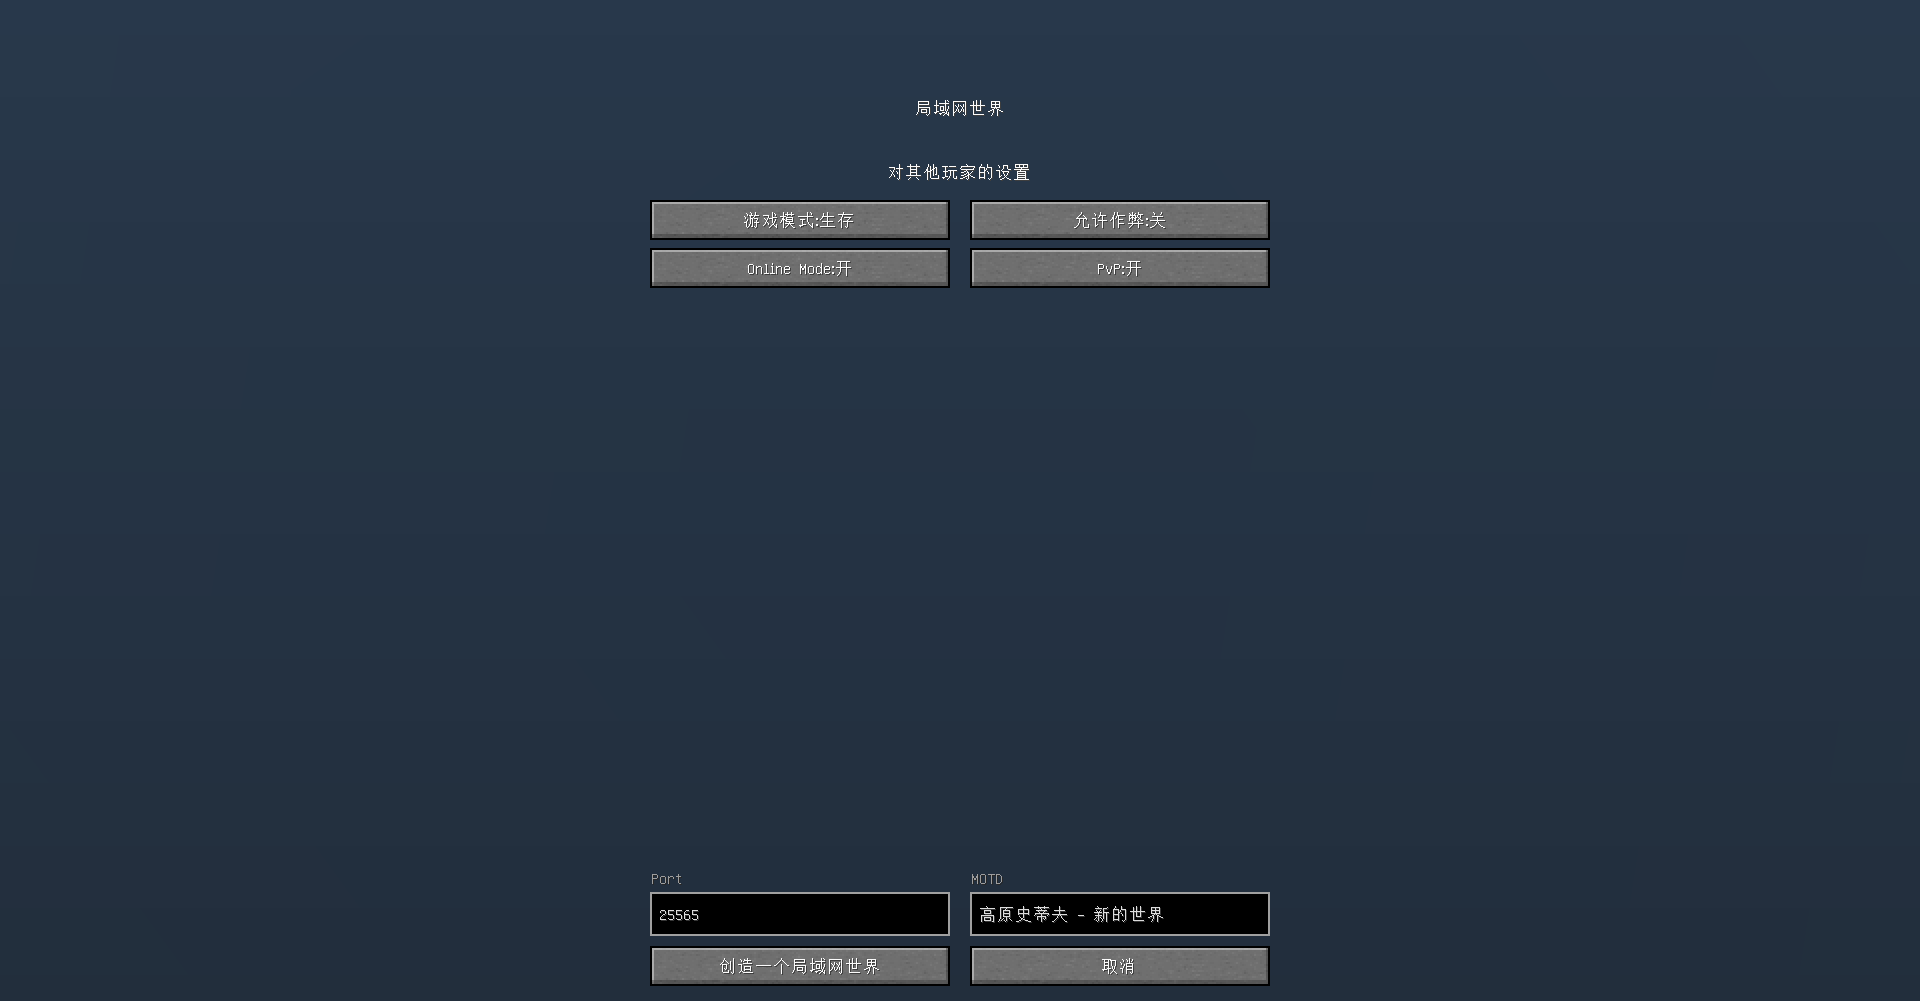 局域网世界
对其他玩家的设置
游戏模式:生存
允许作弊:关
Online Mode:开
PvP:开
Port
MOTD
25565
高原史蒂夫 - 新的世界
创造一个局域网世界
取消